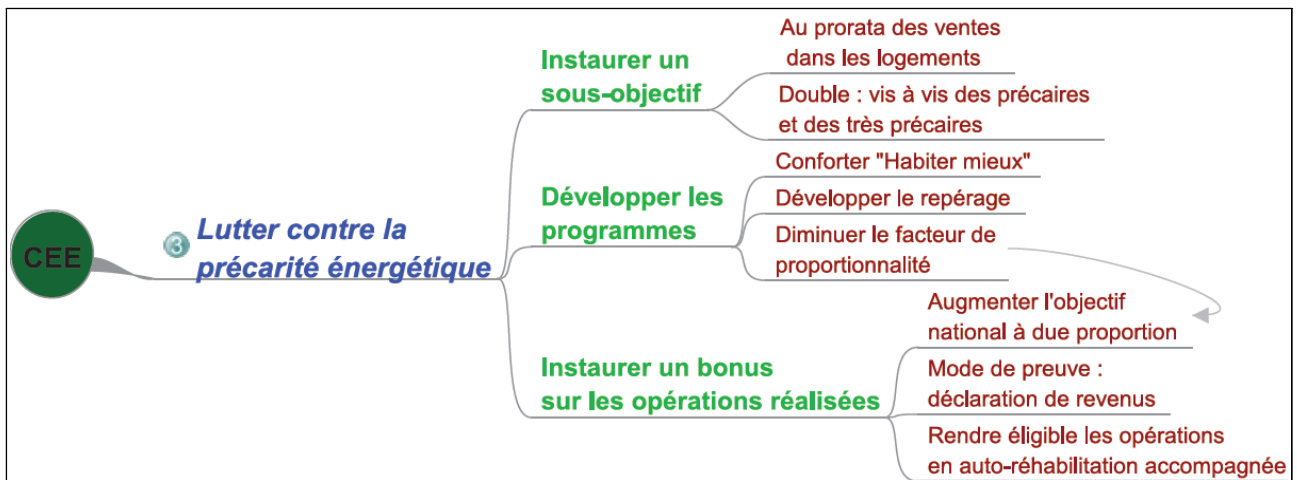 CEE
3 Lutter contre la
précarité énergétique
Instaurer un
sous-objectif
Au prorata des ventes
dans les logements
Double : vis à vis des précaires
et des très précaires
Développer les
programmes
Conforter "Habiter mieux"
Développer le repérage
Diminuer le facteur de
proportionnalité
Instaurer un bonus
sur les opérations réalisées
Augmenter l'objectif
national à due proportion
Mode de preuve :
déclaration de revenus
Rendre éligible les opérations
en auto-réhabilitation accompagnée